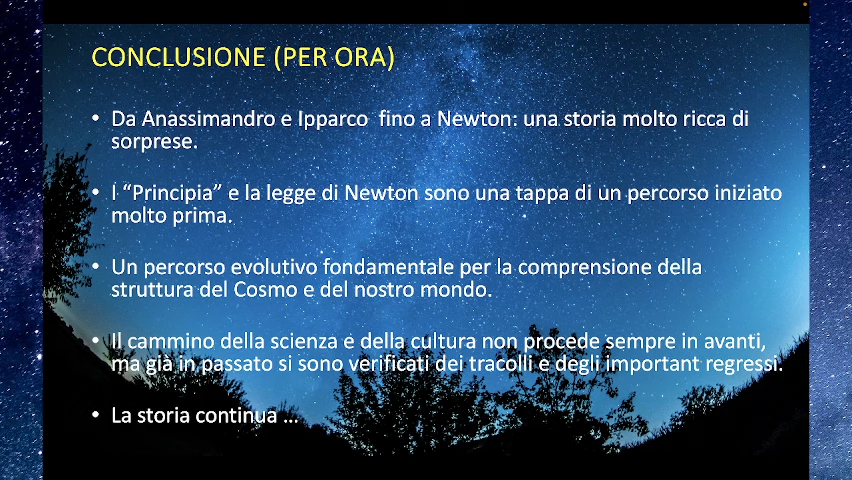 CONCLUSIONE (PER ORA)
• Da Anassimandro e Ipparco fino a Newton: una storia molto ricca di
sorprese.
• I “Principia” e la legge di Newton sono una tappa di un percorso iniziato
molto prima.
• Un percorso evolutivo fondamentale per la comprensione della
struttura del Cosmo e del nostro mondo.
• Il cammino della scienza e della cultura non procede sempre in avanti,
ma già in passato si sono verificati dei tracolli e degli important regressi.
• La storia continua ...